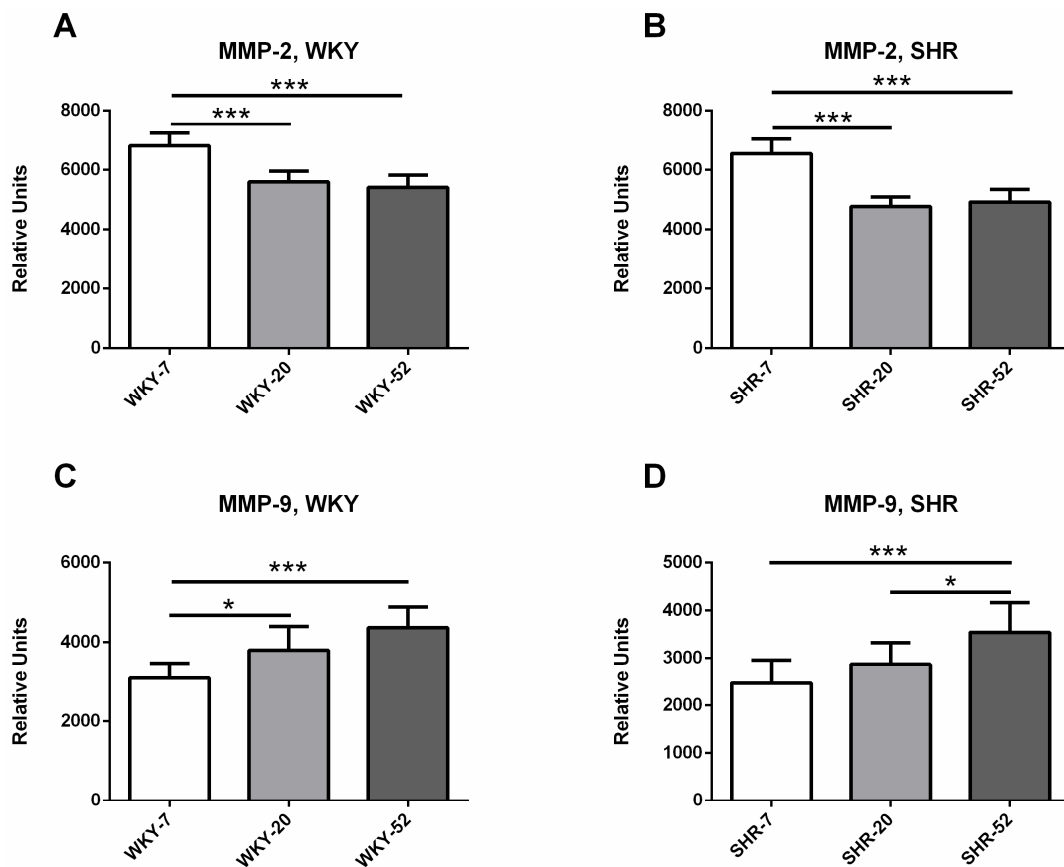 A
MMP-2, WKY
***
***
8000
6000
4000
2000
0
Relative Units
WKY-7
WKY-20
WKY-52
B
MMP-2, SHR
***
***
8000
6000
4000
2000
0
Relative Units
SHR-7
SHR-20
SHR-52
C
MMP-9, WKY
***
*
6000
4000
2000
0
Relative Units
WKY-7
WKY-20
WKY-52
D
MMP-9, SHR
***
*
5000
4000
3000
2000
1000
0
Relative Units
SHR-7
SHR-20
SHR-52